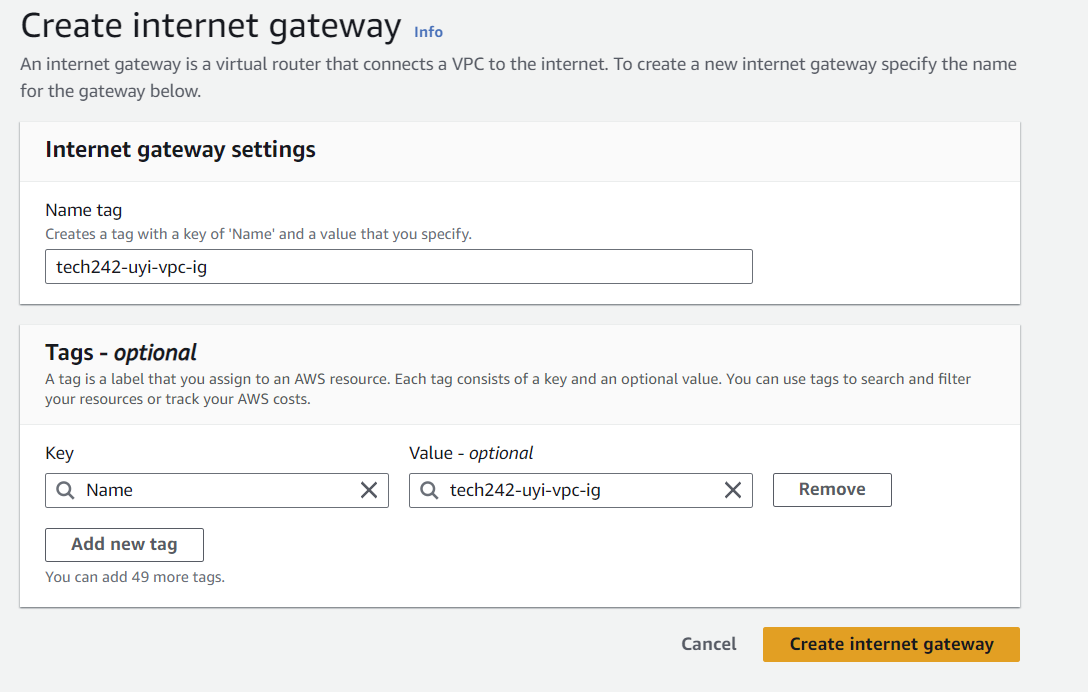 Create internet gateway Info
An internet gateway is a virtual router that connects a VPC to the internet. To create a new internet gateway specify the name
for the gateway below.
Internet gateway settings
Name tag
Creates a tag with a key of 'Name' and a value that you specify.
tech242-uyi-vpc-ig
Tags - optional
A tag is a label that you assign to an AWS resource. Each tag consists of a key and an optional value. You can use tags to search and filter
your resources or track your AWS costs.
Key Value - optional
Name tech242-uyi-vpc-ig Remove
Add new tag
You can add 49 more tags.
Cancel Create internet gateway